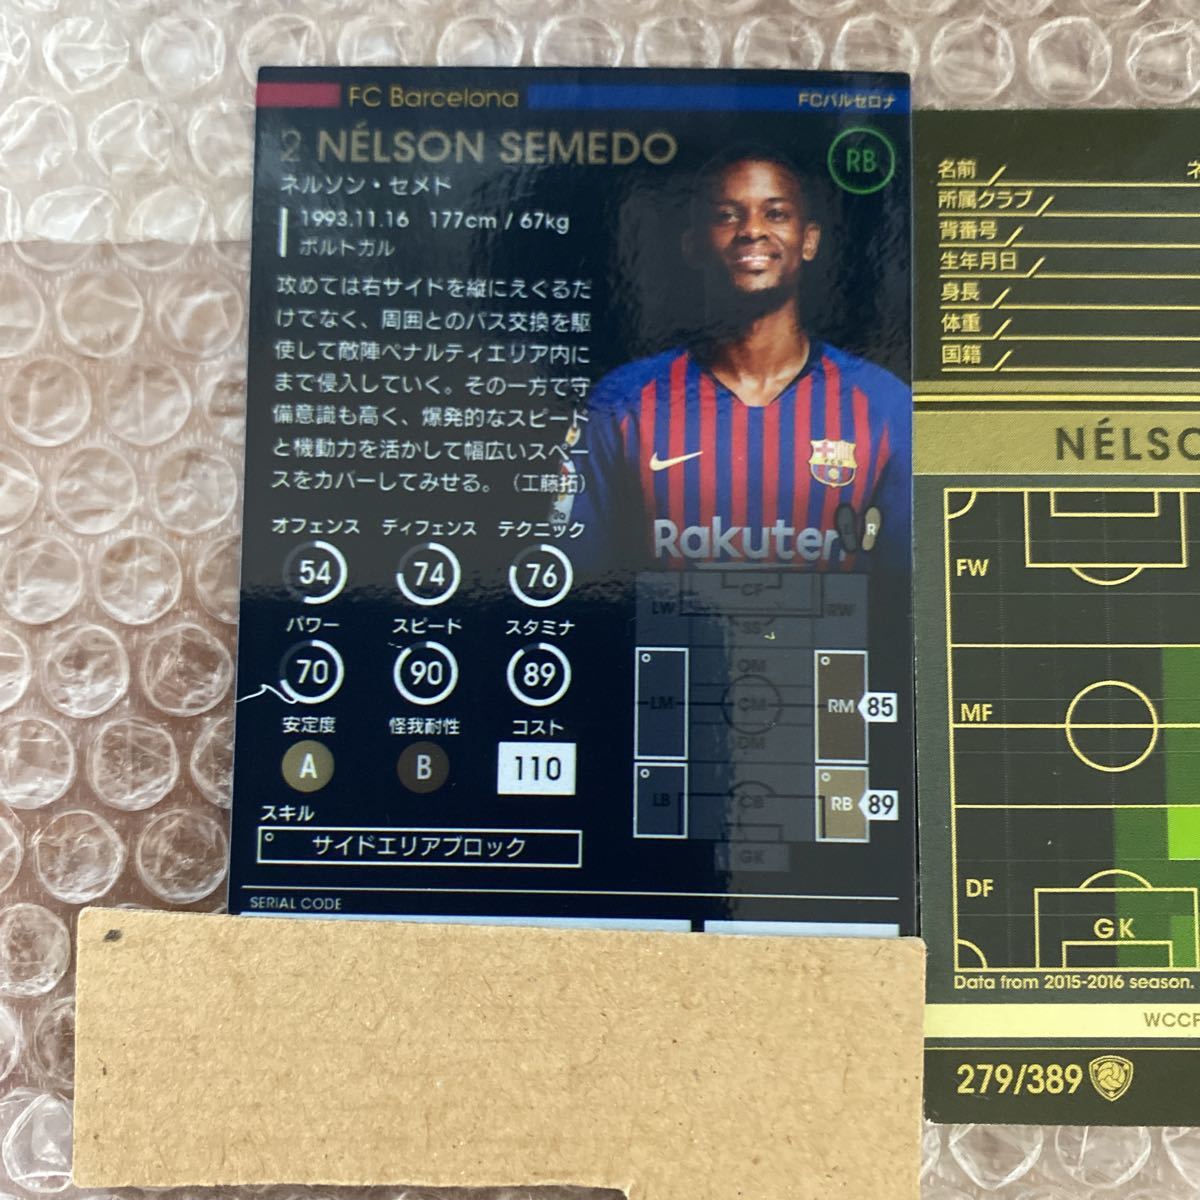 FC Barcelona
FCバルセロナ
2 NÉLSON SEMEDO
RB
ネルソン・セメド
1993.11.16 177cm / 67kg
ポルトガル
攻めては右サイドを縦にえぐるだ
けでなく、周囲とのパス交換を駆
使して敵陣ペナルティエリア内に
まで侵入していく。その一方で守
備意識も高く、爆発的なスピード
と機動力を活かして幅広いスペー
スをカバーしてみせる。（工藤拓）
Rakuten
R
オフェンス ディフェンス テクニック
54 74 76
パワー スピード スタミナ
70 90 89
安定度 怪我耐性 コスト
A B 110
スキル
サイドエリアブロック
CF
LW RW
SS
OM
LM CM RM 85
DM
LB CB RB 89
GK
SERIAL CODE
名前
所属クラブ
背番号
生年月日
身長
体重
国籍
NÉLSO
FW
MF
DF
GK
Data from 2015-2016 season.
WCCF
279/389